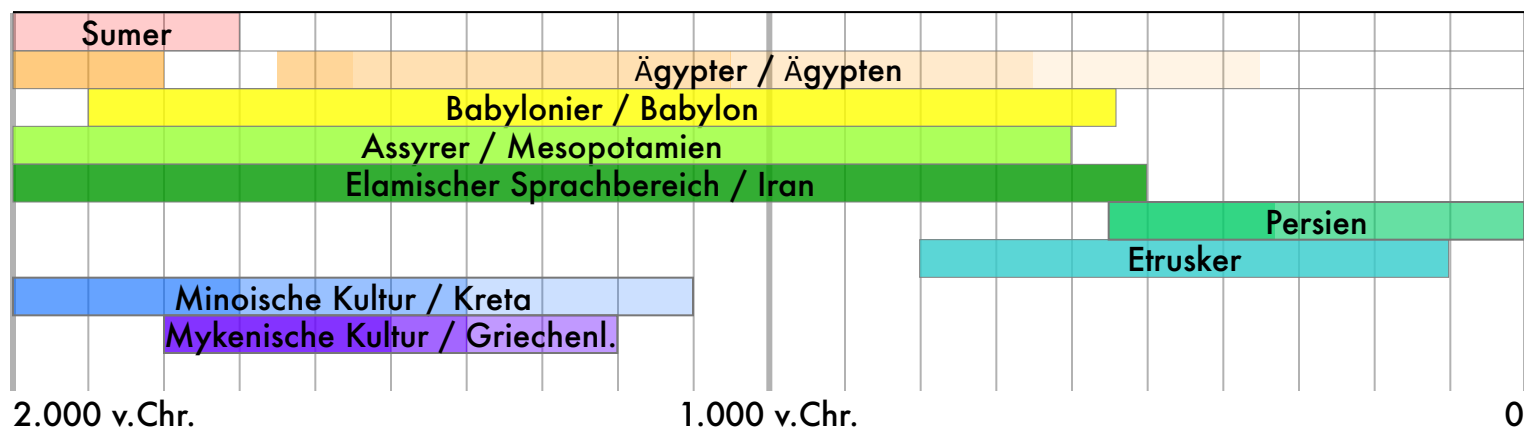 Sumer
Ägypter / Ägypten
Babylonier / Babylon
Assyrer / Mesopotamien
Elamischer Sprachbereich / Iran
Persien
Etrusker
Minoische Kultur / Kreta
Mykenische Kultur / Griechenl.
2.000 v.Chr. 1.000 v.Chr. 0